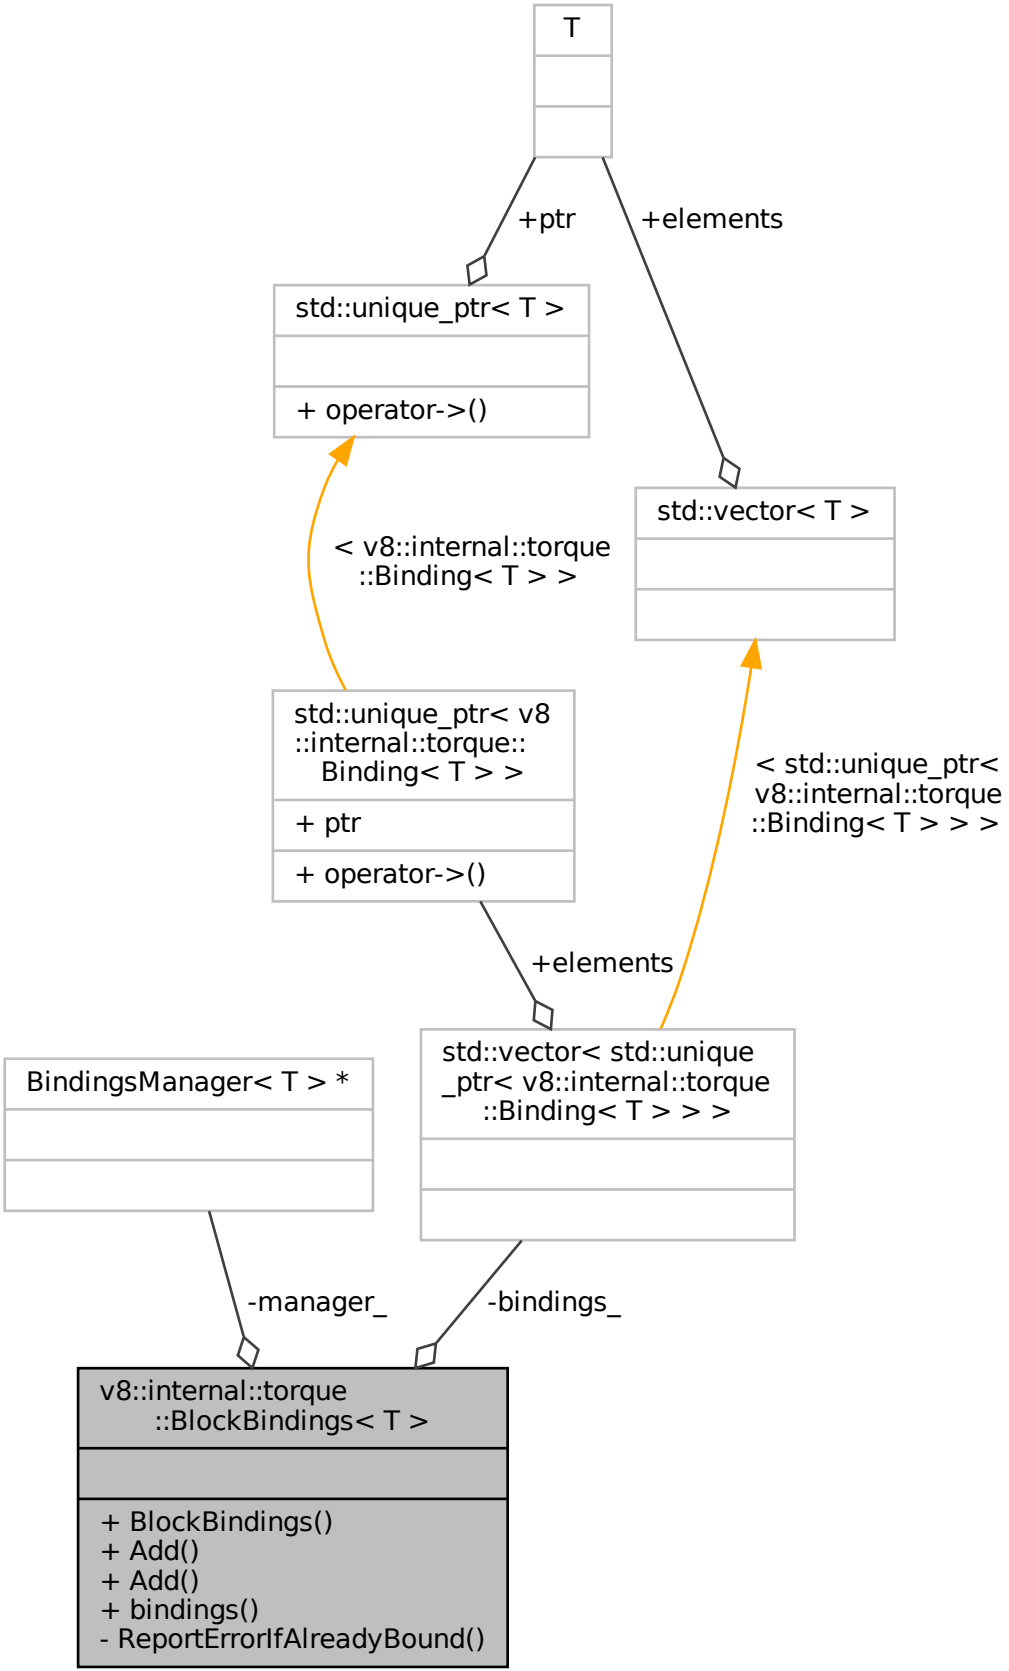 T
+ptr
+elements
std::unique_ptr< T >
+ operator->()
std::vector< T >
< v8::internal::torque
::Binding< T > >
std::unique_ptr< v8
::internal::torque::
Binding< T > >
+ ptr
+ operator->()
< std::unique_ptr<
v8::internal::torque
::Binding< T > > >
+elements
std::vector< std::unique
_ptr< v8::internal::torque
::Binding< T > > >
BindingsManager< T > *
-manager_
-bindings_
v8::internal::torque
::BlockBindings< T >
+ BlockBindings()
+ Add()
+ Add()
+ bindings()
- ReportErrorIfAlreadyBound()